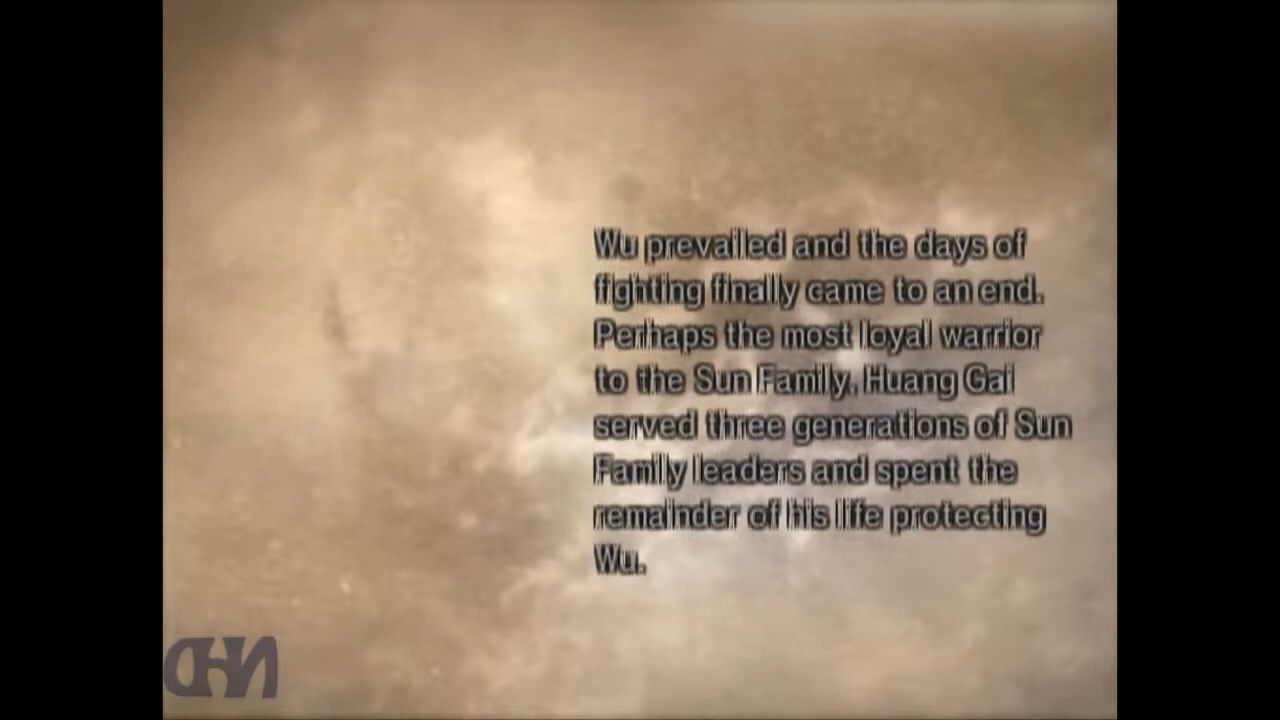 Wu prevailed and the days of
fighting finally came to an end.
Perhaps the most loyal warrior
to the Sun Family, Huang Gai
served three generations of Sun
Family leaders and spent the
remainder of his life protecting
Wu.